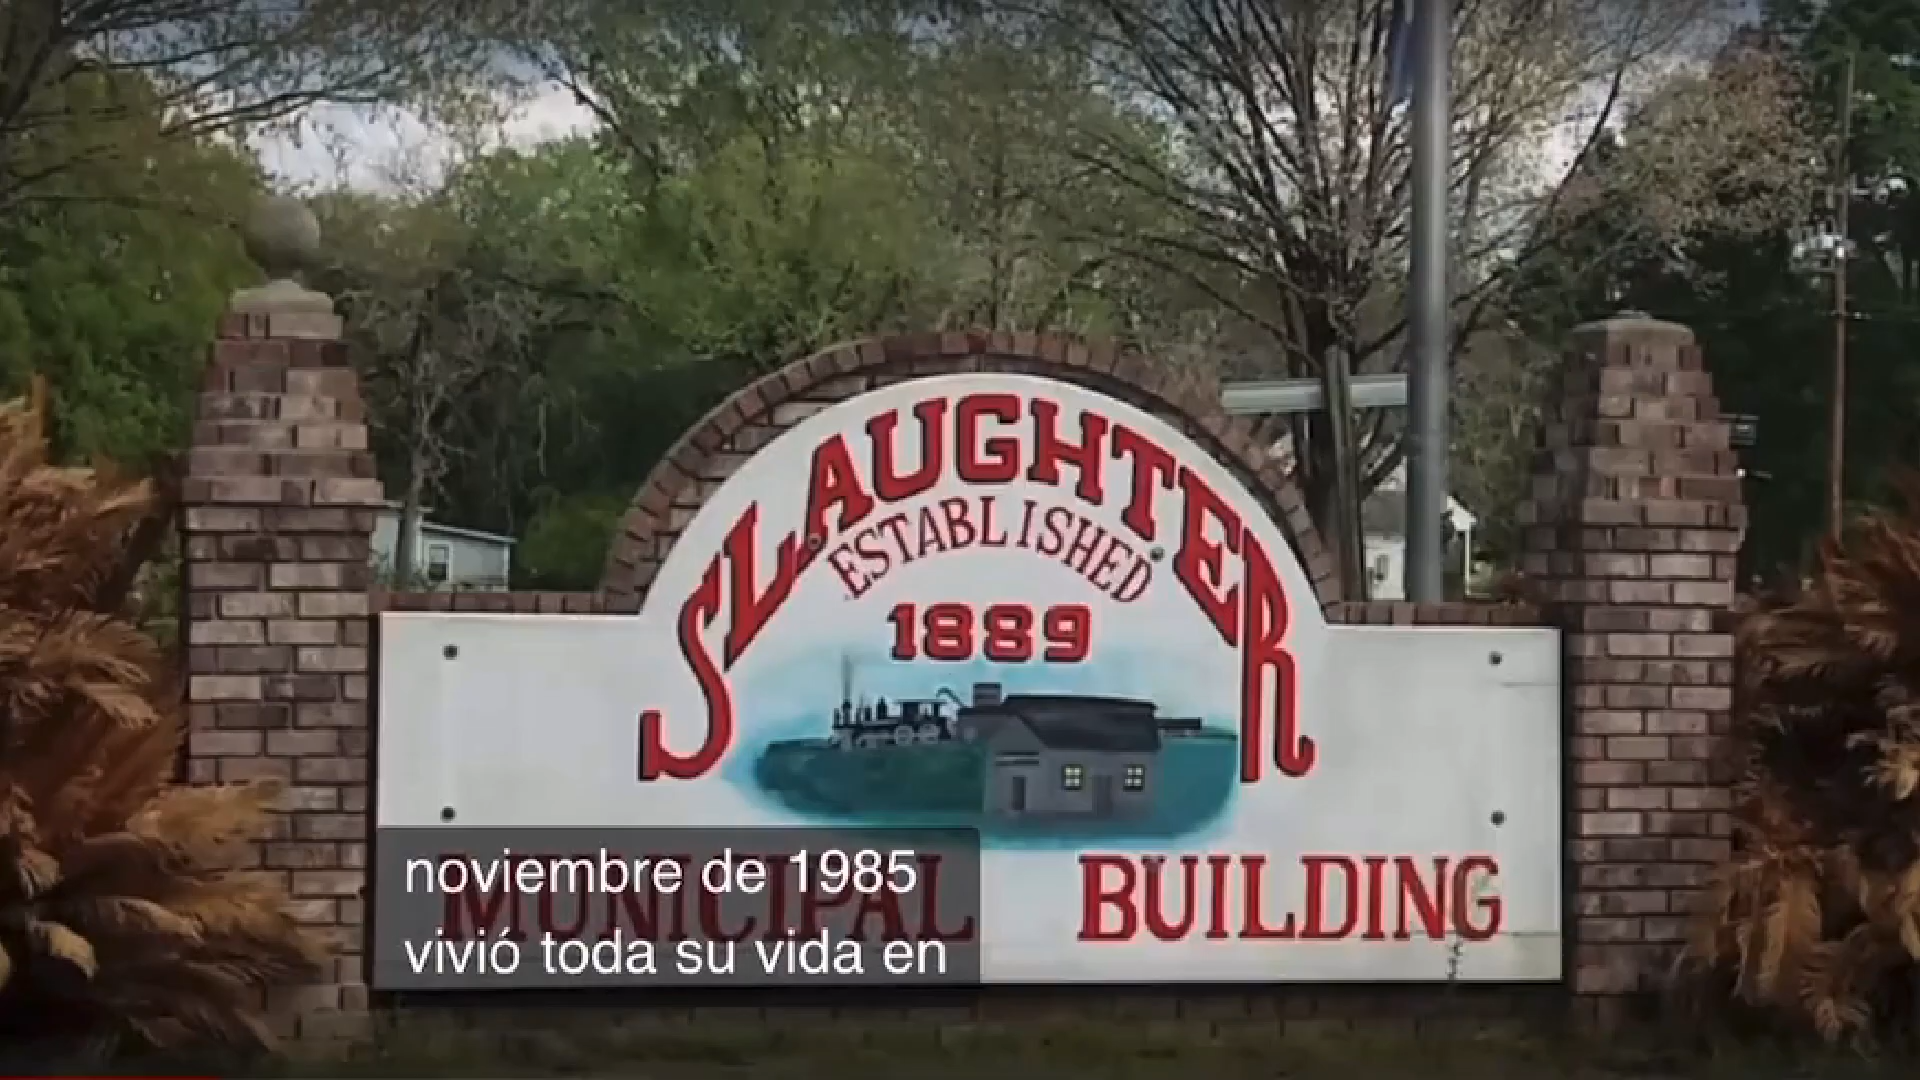 SLAUGHTER
ESTABLISHED
1889
MUNICIPAL BUILDING
noviembre de 1985
vivió toda su vida en